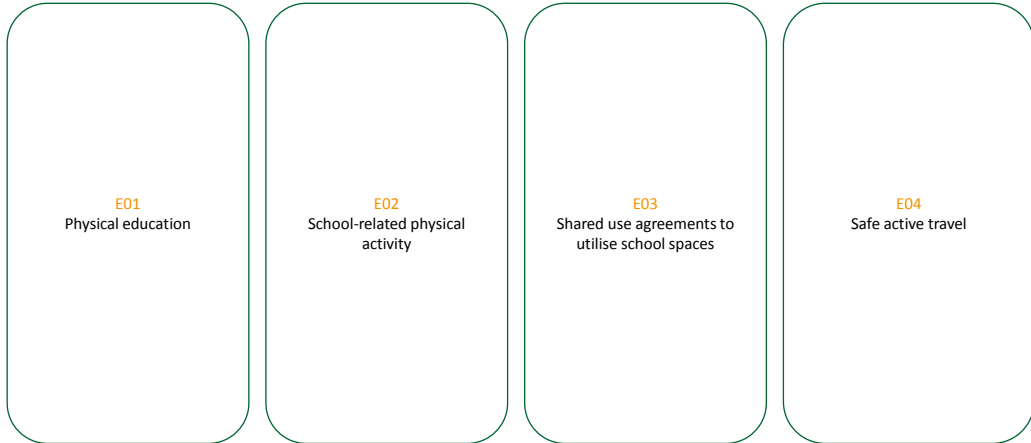 E01
Physical education
E02
School-related physical
activity
E03
Shared use agreements to
utilise school spaces
E04
Safe active travel